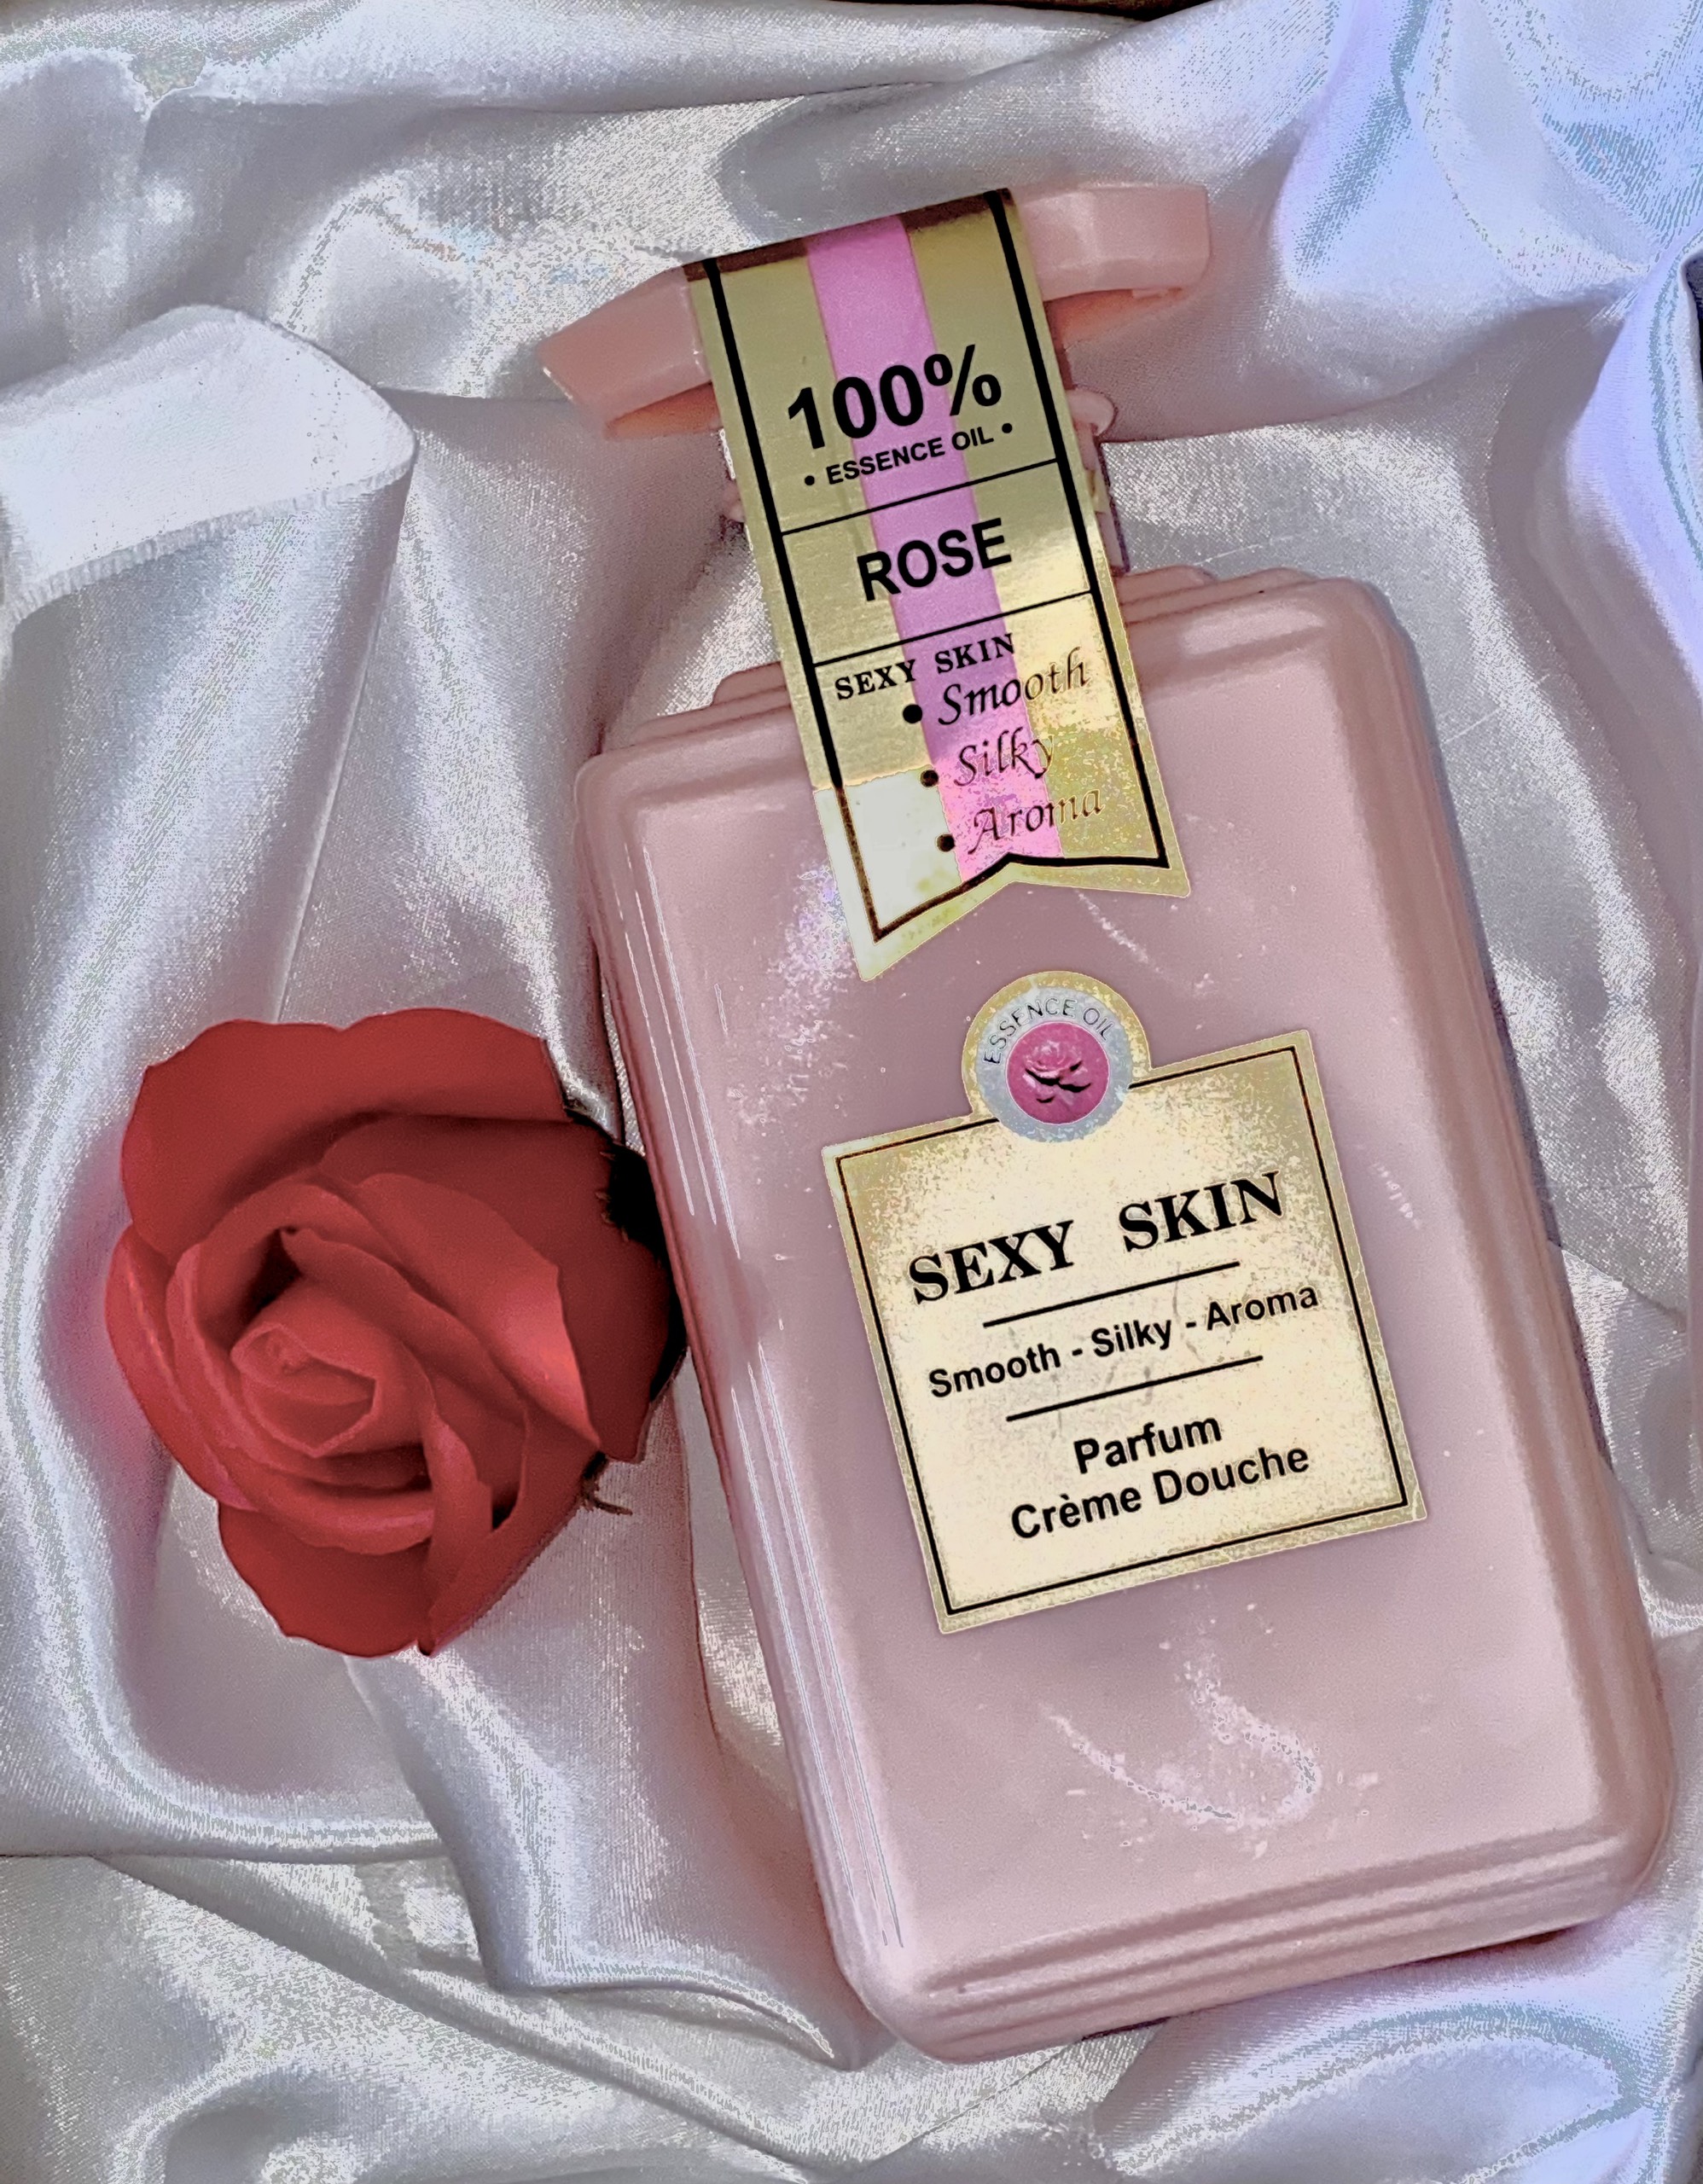 100%
• ESSENCE OIL •
ROSE
SEXY SKIN
• Smooth
• Silky
• Aroma
ESSENCE OIL
SEXY SKIN
Smooth - Silky - Aroma
Parfum
Crème Douche